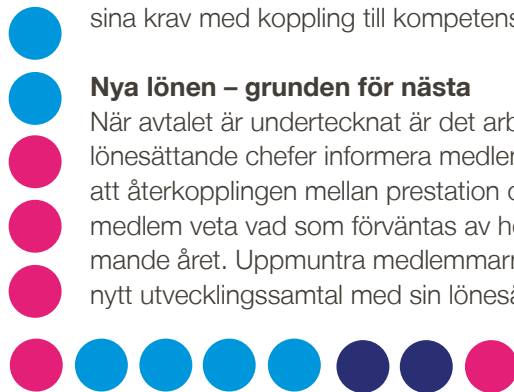 sina krav med koppling till kompetens
Nya lönen – grunden för nästa
När avtalet är undertecknat är det arb
lönesättande chefer informera medlem
att återkopplingen mellan prestation o
medlem veta vad som förväntas av h
mande året. Uppmuntra medlemmarn
nytt utvecklingssamtal med sin lönesä